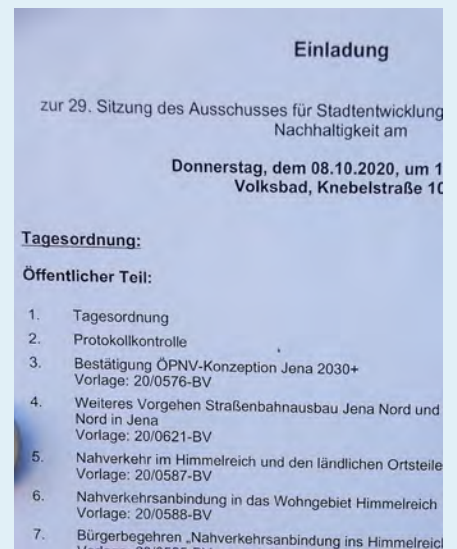 Einladung
zur 29. Sitzung des Ausschusses für Stadtentwicklung
Nachhaltigkeit am
Donnerstag, dem 08.10.2020, um 1
Volksbad, Knebelstraße 10
Tagesordnung:
Öffentlicher Teil:
1. Tagesordnung
2. Protokollkontrolle
3. Bestätigung ÖPNV-Konzeption Jena 2030+
Vorlage: 20/0576-BV
4. Weiteres Vorgehen Straßenbahnausbau Jena Nord und
Nord in Jena
Vorlage: 20/0621-BV
5. Nahverkehr im Himmelreich und den ländlichen Ortsteile
Vorlage: 20/0587-BV
6. Nahverkehrsanbindung in das Wohngebiet Himmelreich
Vorlage: 20/0588-BV
7. Bürgerbegehren „Nahverkehrsanbindung ins Himmelreich